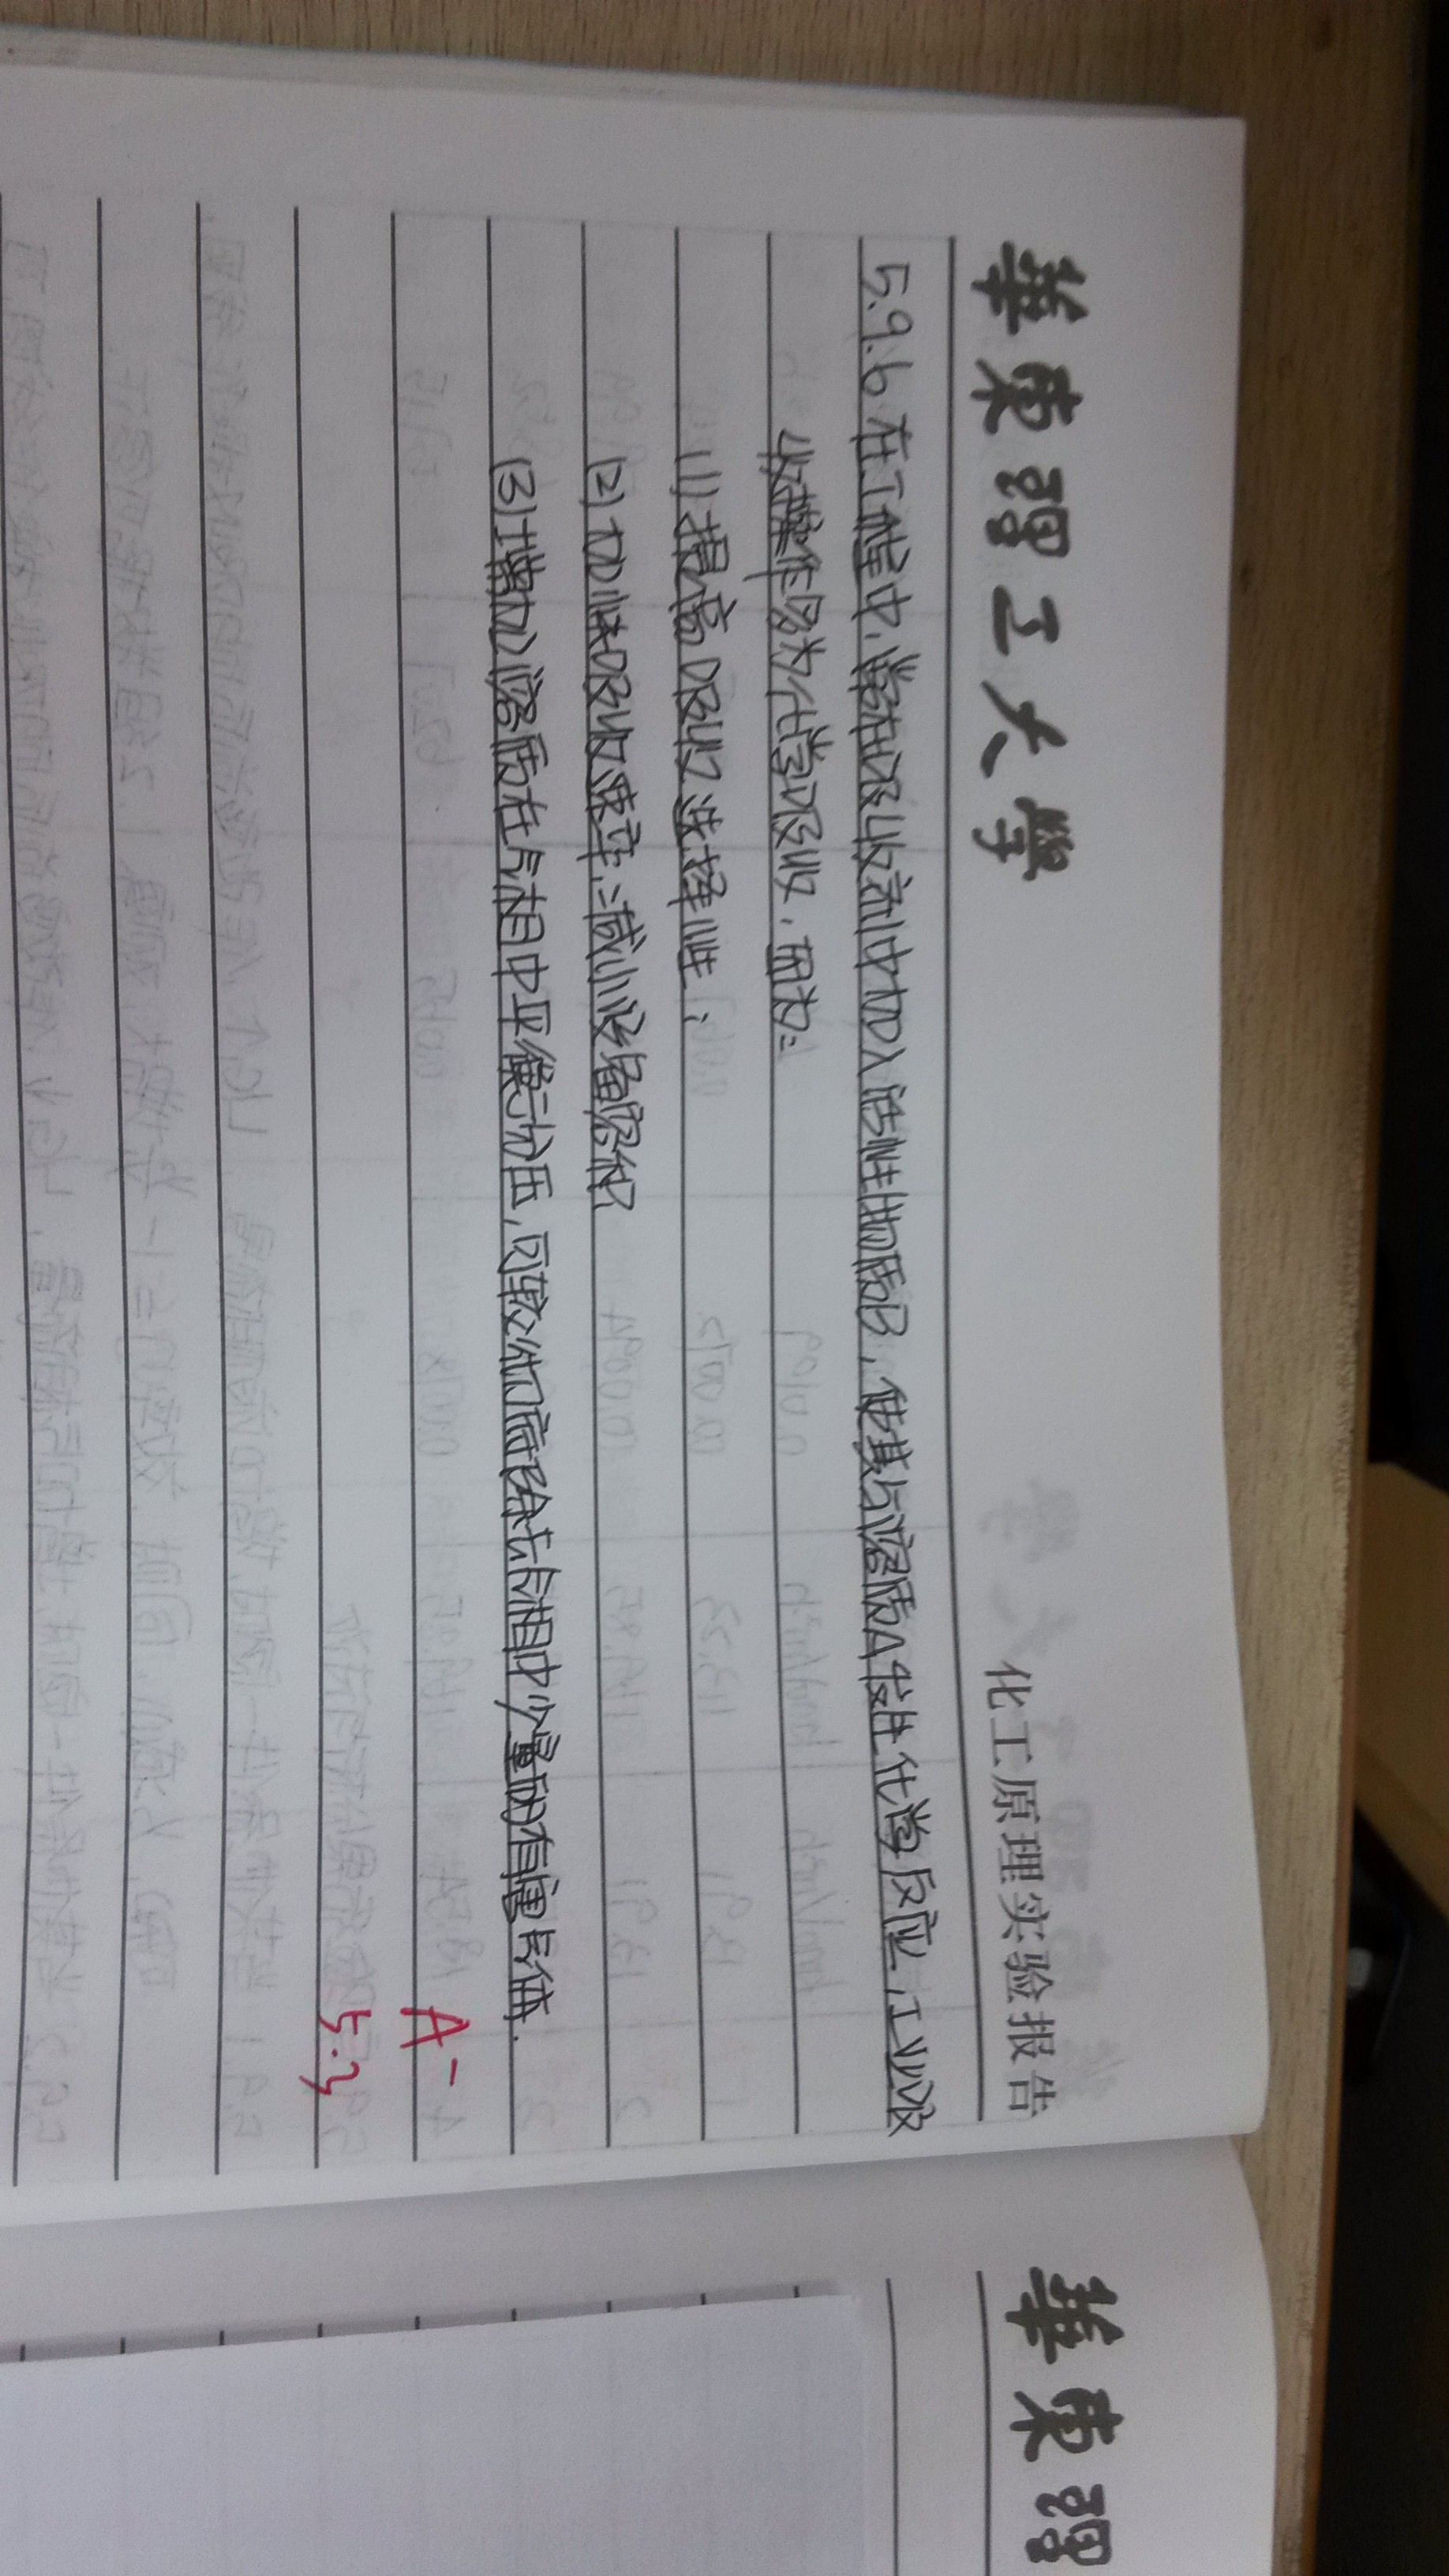 華東理工大學
化工原理实验报告
華東理
5.9.6 在工程中,常在吸收剂中加入活性物质B,使其与溶质A发生化学反应,工业吸
收操作多为化学吸收,因为:
(1)提高吸收选择性;
(2)加快吸收速率,减小设备容积
(3)增加溶质在气相中平衡分压,可较彻底除去气相中少量的有害气体.
A-
5.3